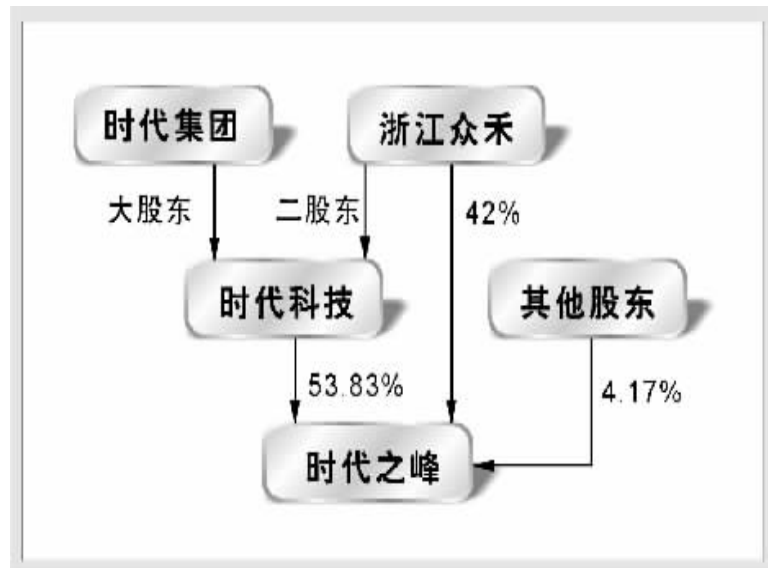 时代集团
浙江众禾
大股东
二股东
42%
时代科技
其他股东
53.83%
4.17%
时代之峰